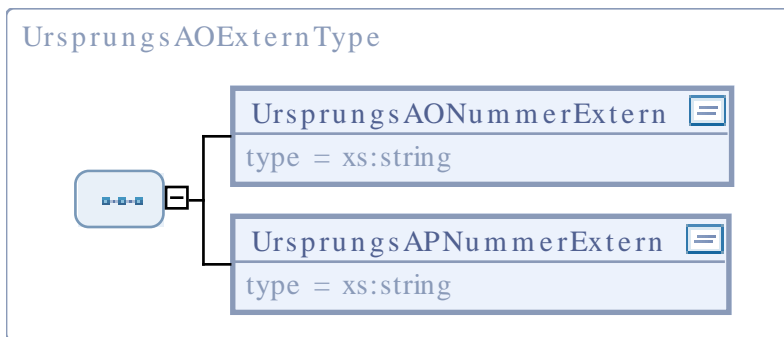 UrsprungsAOExternType
UrsprungsAONummerExtern
type = xs:string
UrsprungsAPNummerExtern
type = xs:string